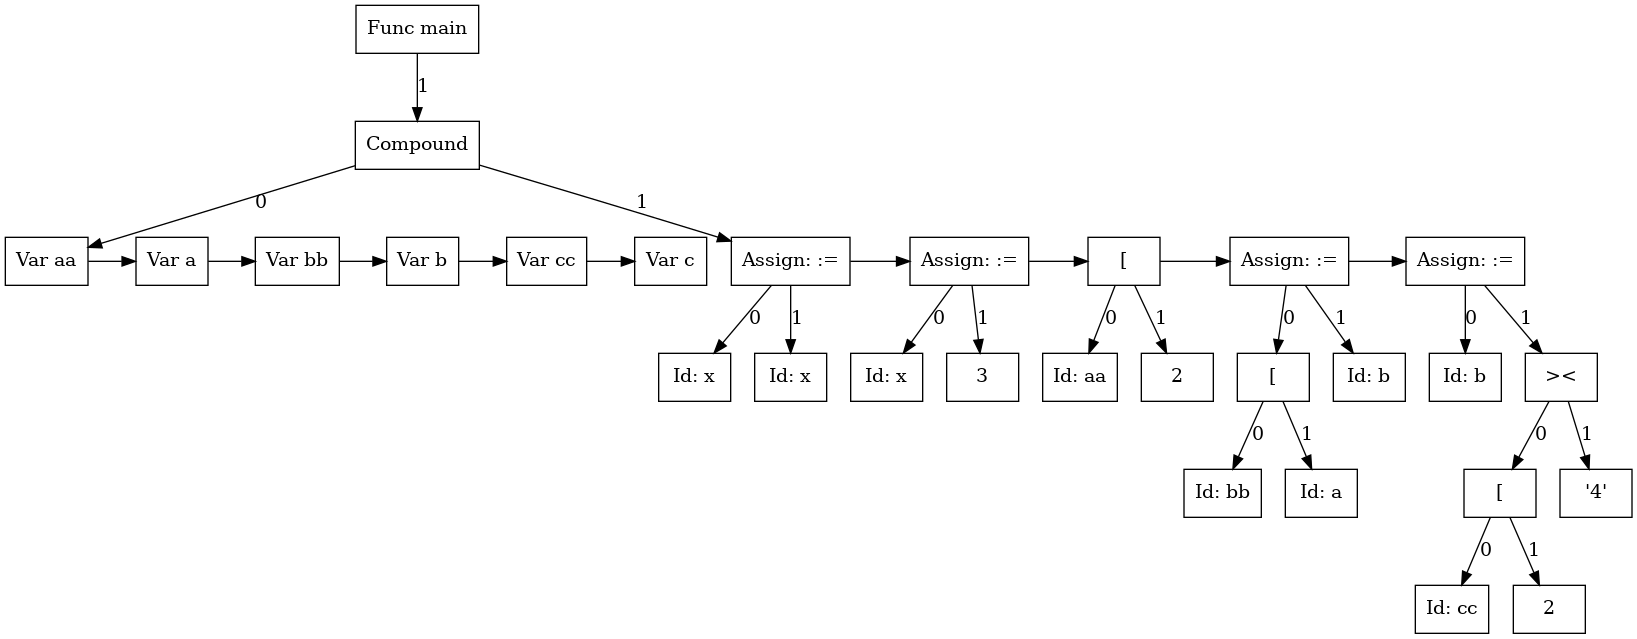 Func main
1
Compound
0 1
Var aa Var a Var bb Var b Var cc Var c Assign: := Assign: := [ Assign: := Assign: :=
0 1 0 1 0 1 0 1 0 1
Id: x Id: x Id: x 3 Id: aa 2 [ Id: b Id: b ><
0 1 0 1
Id: bb Id: a [ '4'
0 1
Id: cc 2